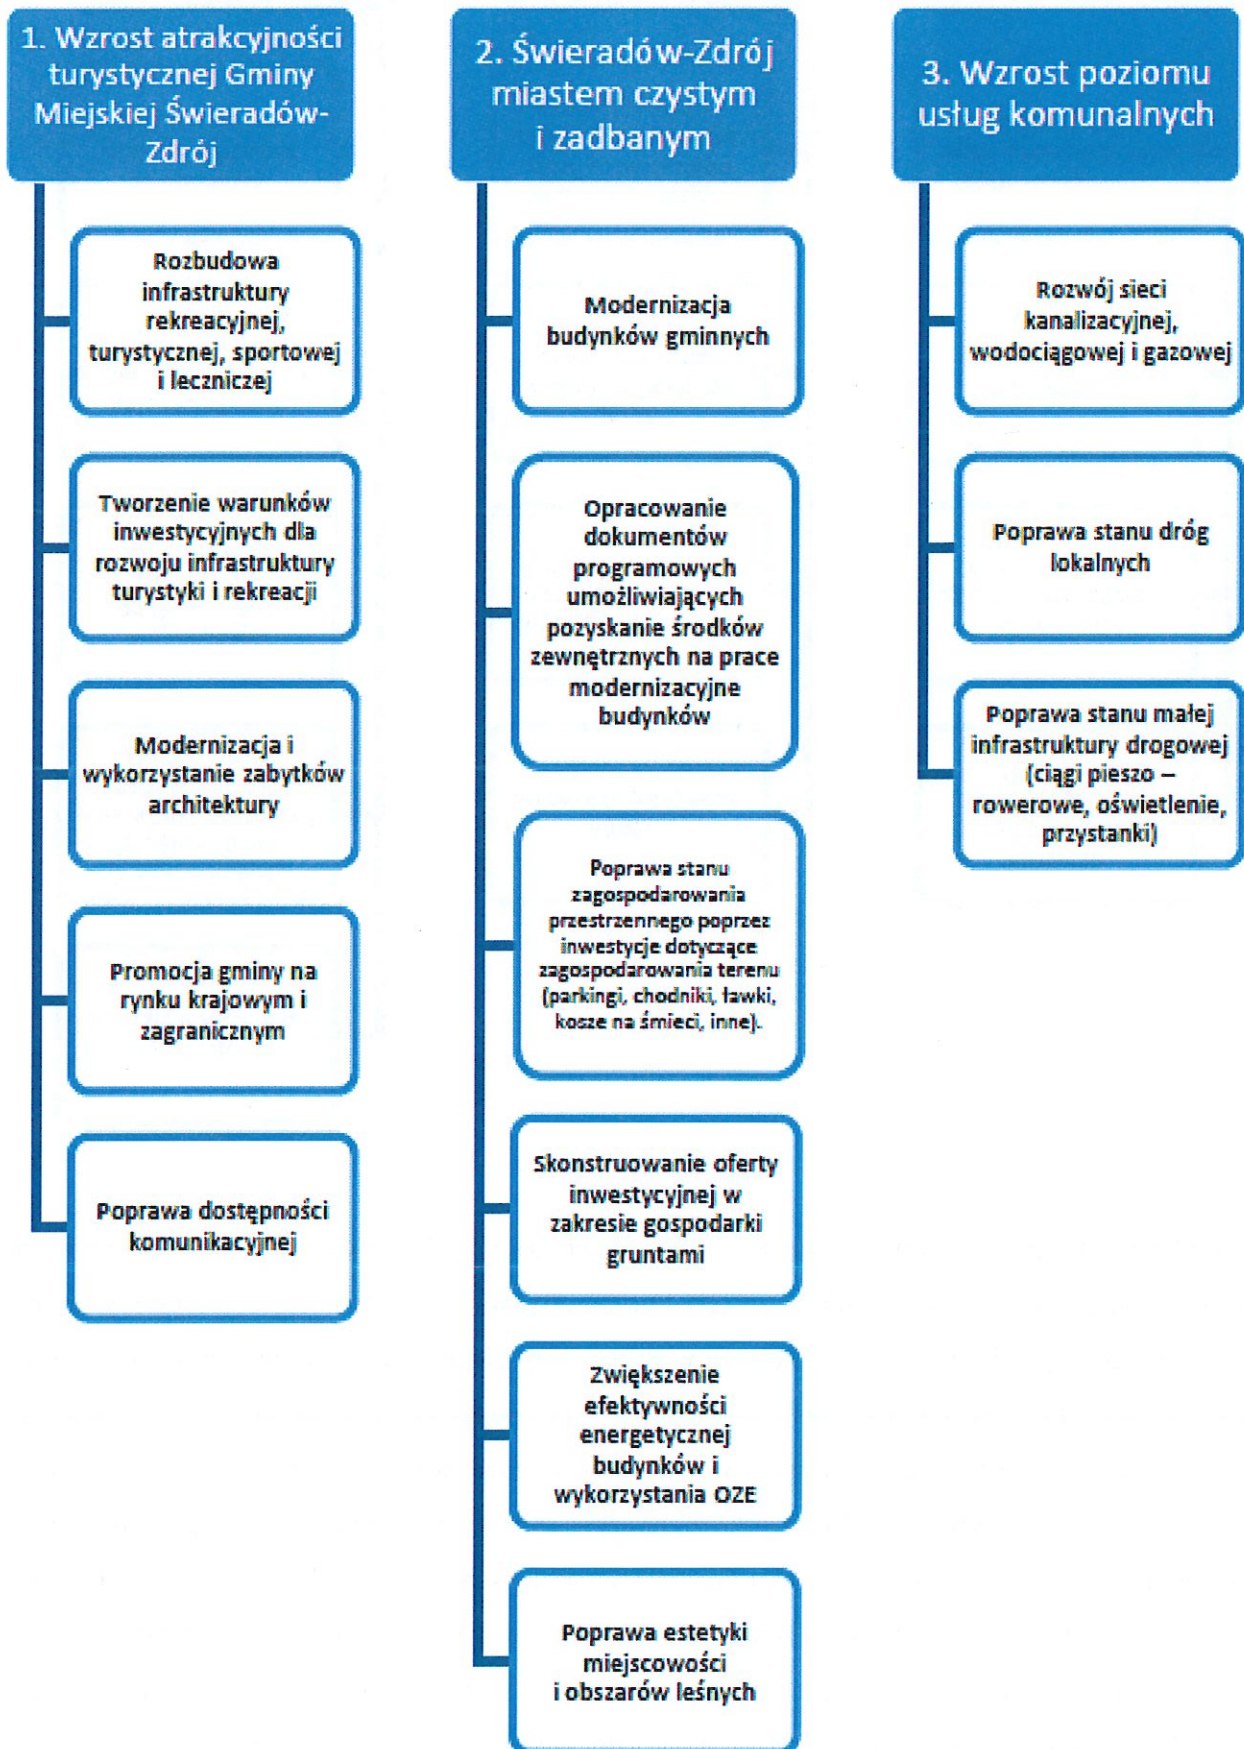 1. Wzrost atrakcyjności
turystycznej Gminy
Miejskiej Świeradów-
Zdrój
Rozbudowa
infrastruktury
rekreacyjnej,
turystycznej, sportowej
i leczniczej
Tworzenie warunków
inwestycyjnych dla
rozwoju infrastruktury
turystyki i rekreacji
Modernizacja i
wykorzystanie zabytków
architektury
Promocja gminy na
rynku krajowym i
zagranicznym
Poprawa dostępności
komunikacyjnej
2. Świeradów-Zdrój
miastem czystym
i zadbanym
Modernizacja
budynków gminnych
Opracowanie
dokumentów
programowych
umożliwiających
pozyskanie środków
zewnętrznych na prace
modernizacyjne
budynków
Poprawa stanu
zagospodarowania
przestrzennego poprzez
inwestycje dotyczące
zagospodarowania terenu
(parkingi, chodniki, ławki,
kosze na śmieci, inne).
Skonstruowanie oferty
inwestycyjnej w
zakresie gospodarki
gruntami
Zwiększenie
efektywności
energetycznej
budynków i
wykorzystania OZE
Poprawa estetyki
miejscowości
i obszarów leśnych
3. Wzrost poziomu
usług komunalnych
Rozwój sieci
kanalizacyjnej,
wodociągowej i gazowej
Poprawa stanu dróg
lokalnych
Poprawa stanu małej
infrastruktury drogowej
(ciągi pieszo –
rowerowe, oświetlenie,
przystanki)